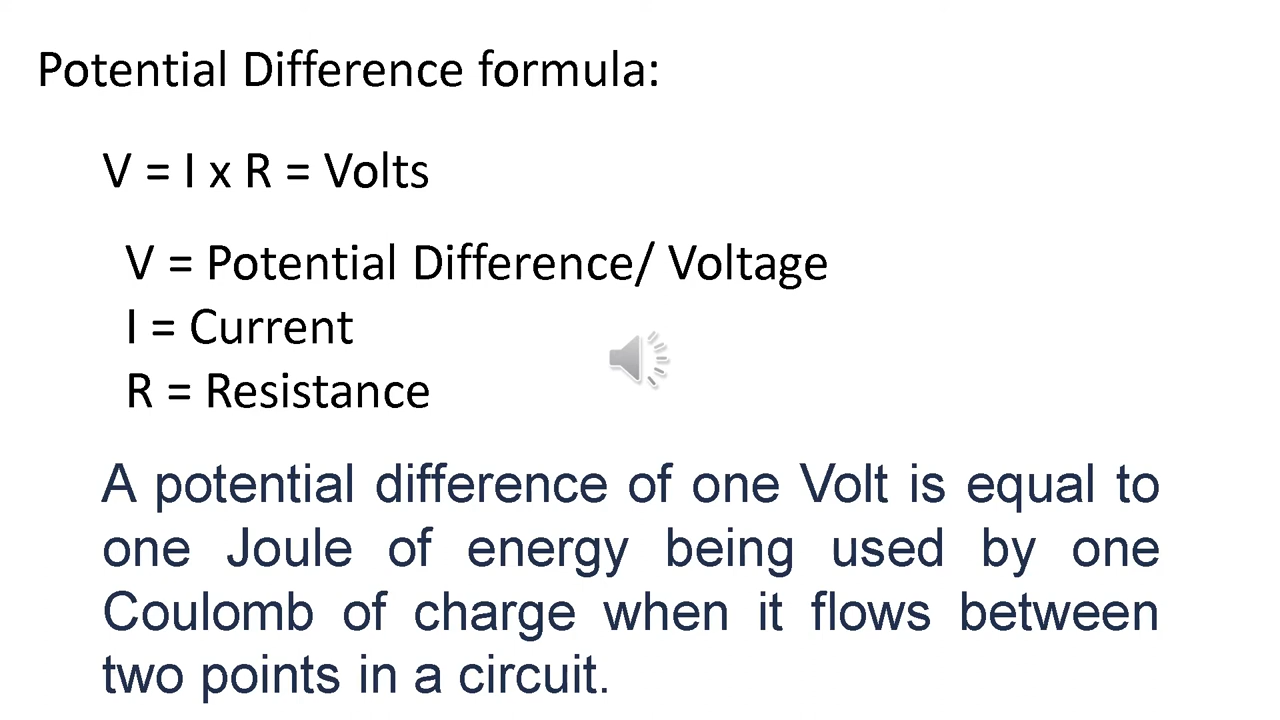 Potential Difference formula:
V = I x R = Volts
V = Potential Difference/ Voltage
I = Current
R = Resistance
A potential difference of one Volt is equal to
one Joule of energy being used by one
Coulomb of charge when it flows between
two points in a circuit.